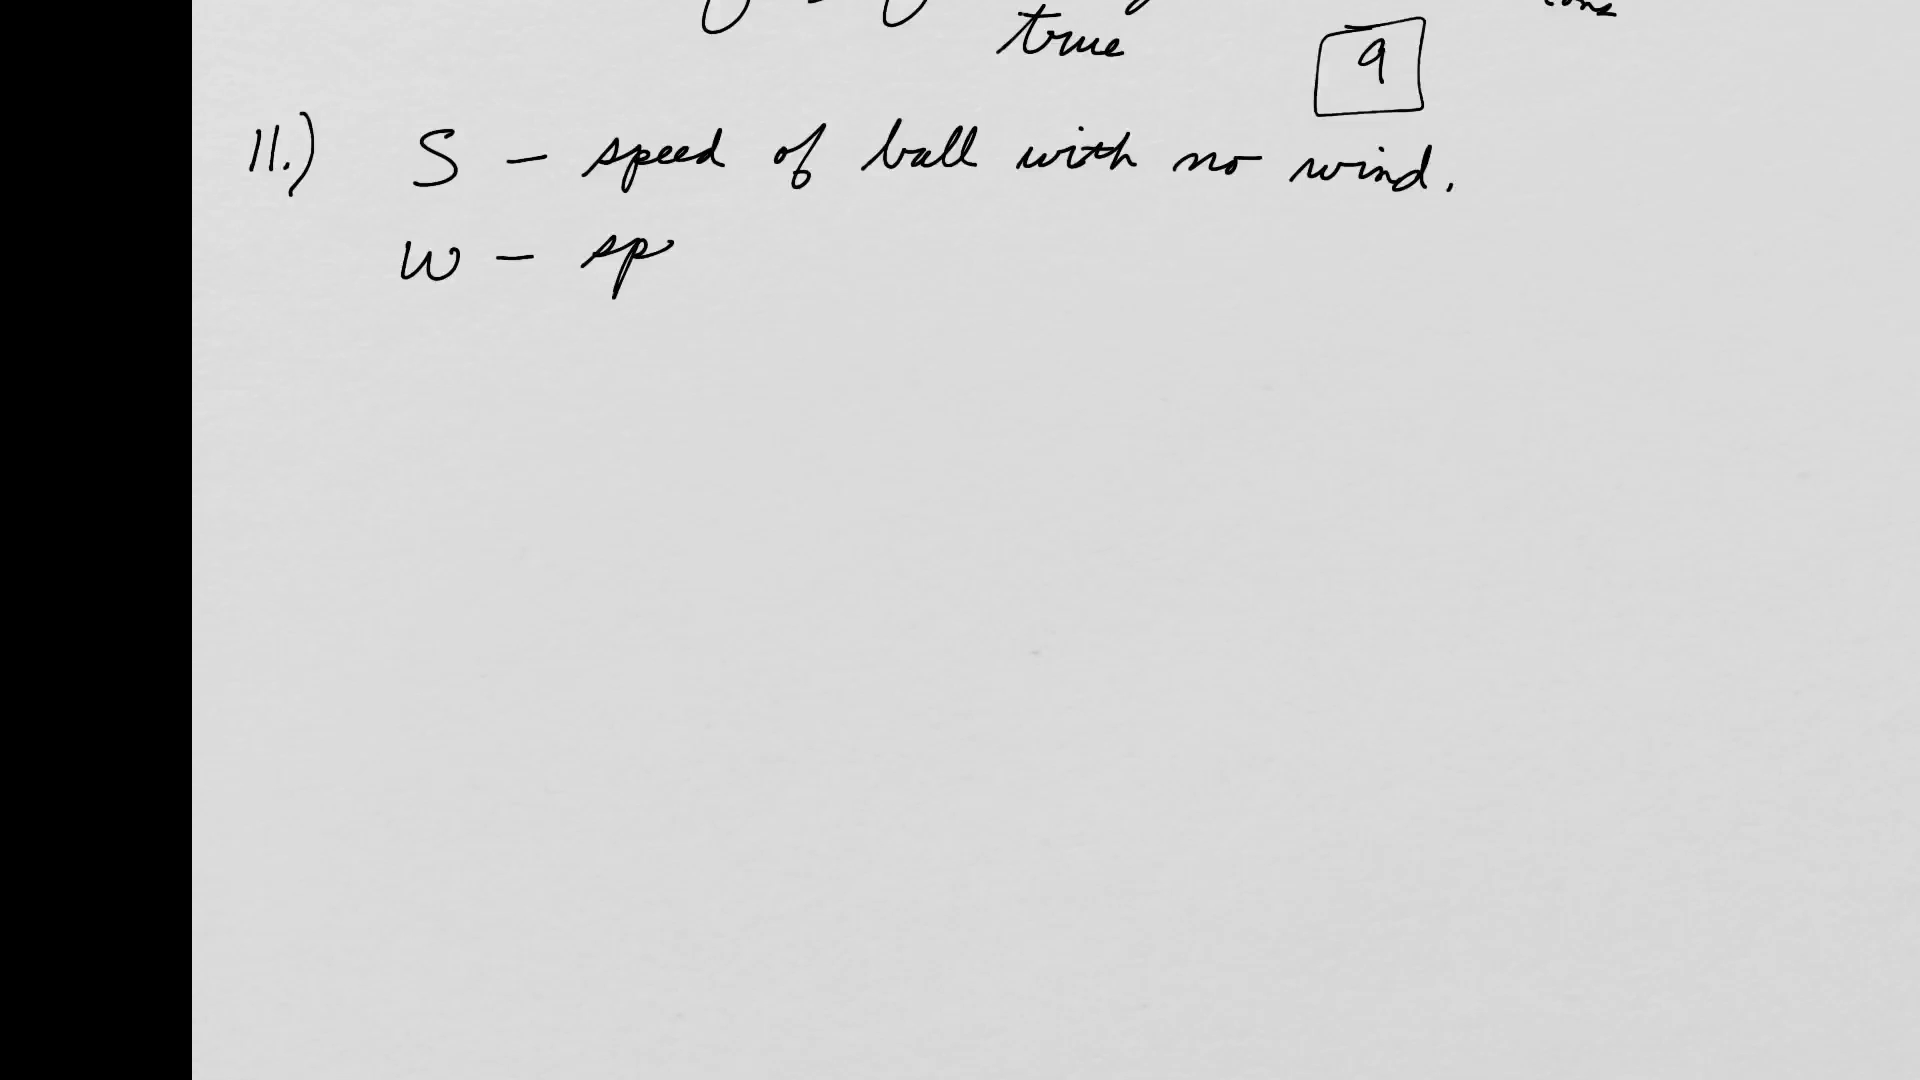 true
9
11.) S - speed of ball with no wind.
w - sp